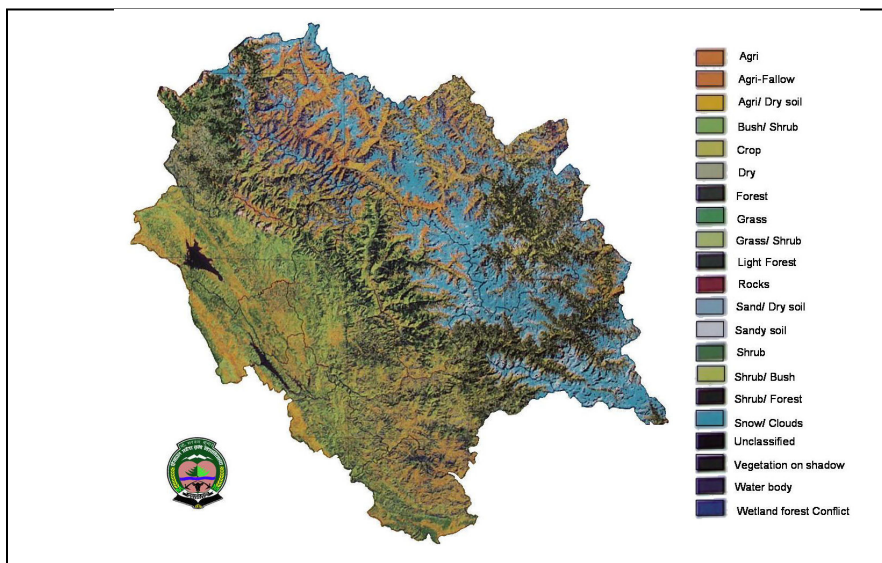 Agri
Agri-Fallow
Agri/ Dry soil
Bush/ Shrub
Crop
Dry
Forest
Grass
Grass/ Shrub
Light Forest
Rocks
Sand/ Dry soil
Sandy soil
Shrub
Shrub/ Bush
Shrub/ Forest
Snow/ Clouds
Unclassified
Vegetation on shadow
Water body
Wetland forest Conflict